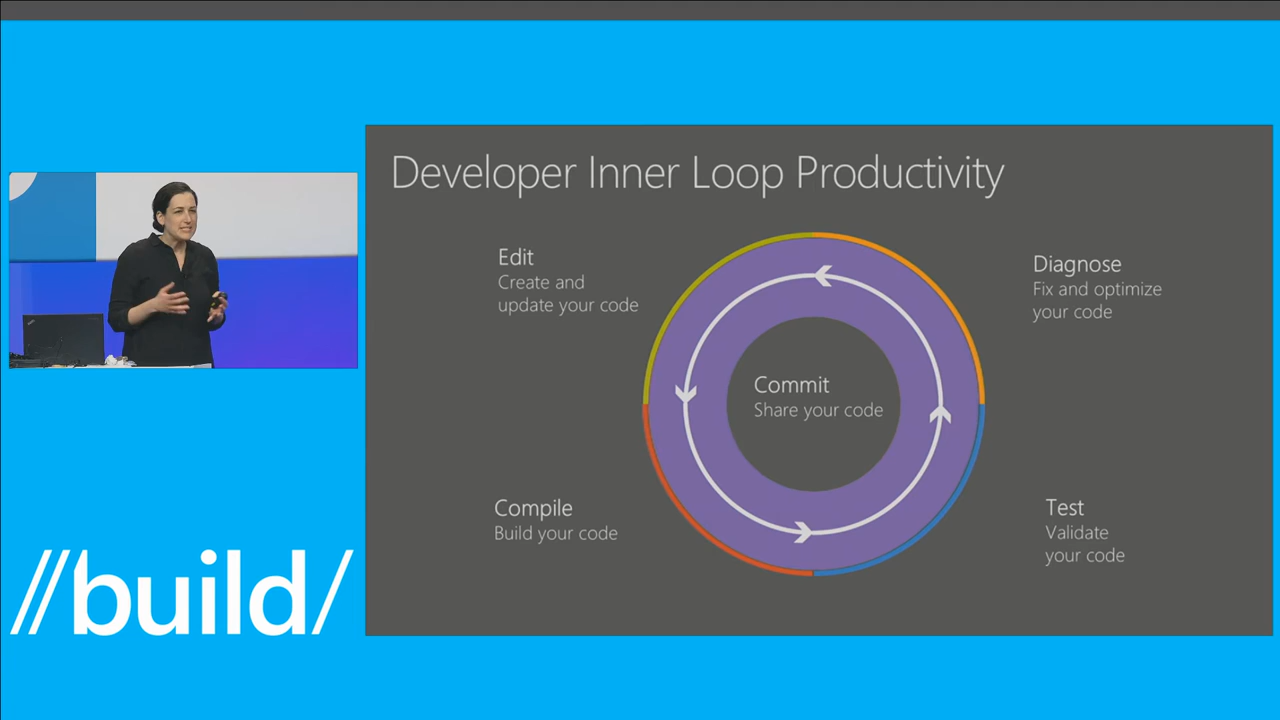 Developer Inner Loop Productivity
Edit
Create and
update your code
Diagnose
Fix and optimize
your code
Commit
Share your code
Compile
Build your code
Test
Validate
your code
//build/